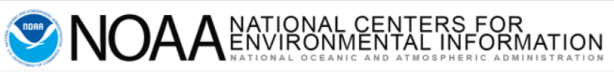 NOAA
NOAA
NATIONAL CENTERS FOR
ENVIRONMENTAL INFORMATION
NATIONAL OCEANIC AND ATMOSPHERIC ADMINISTRATION